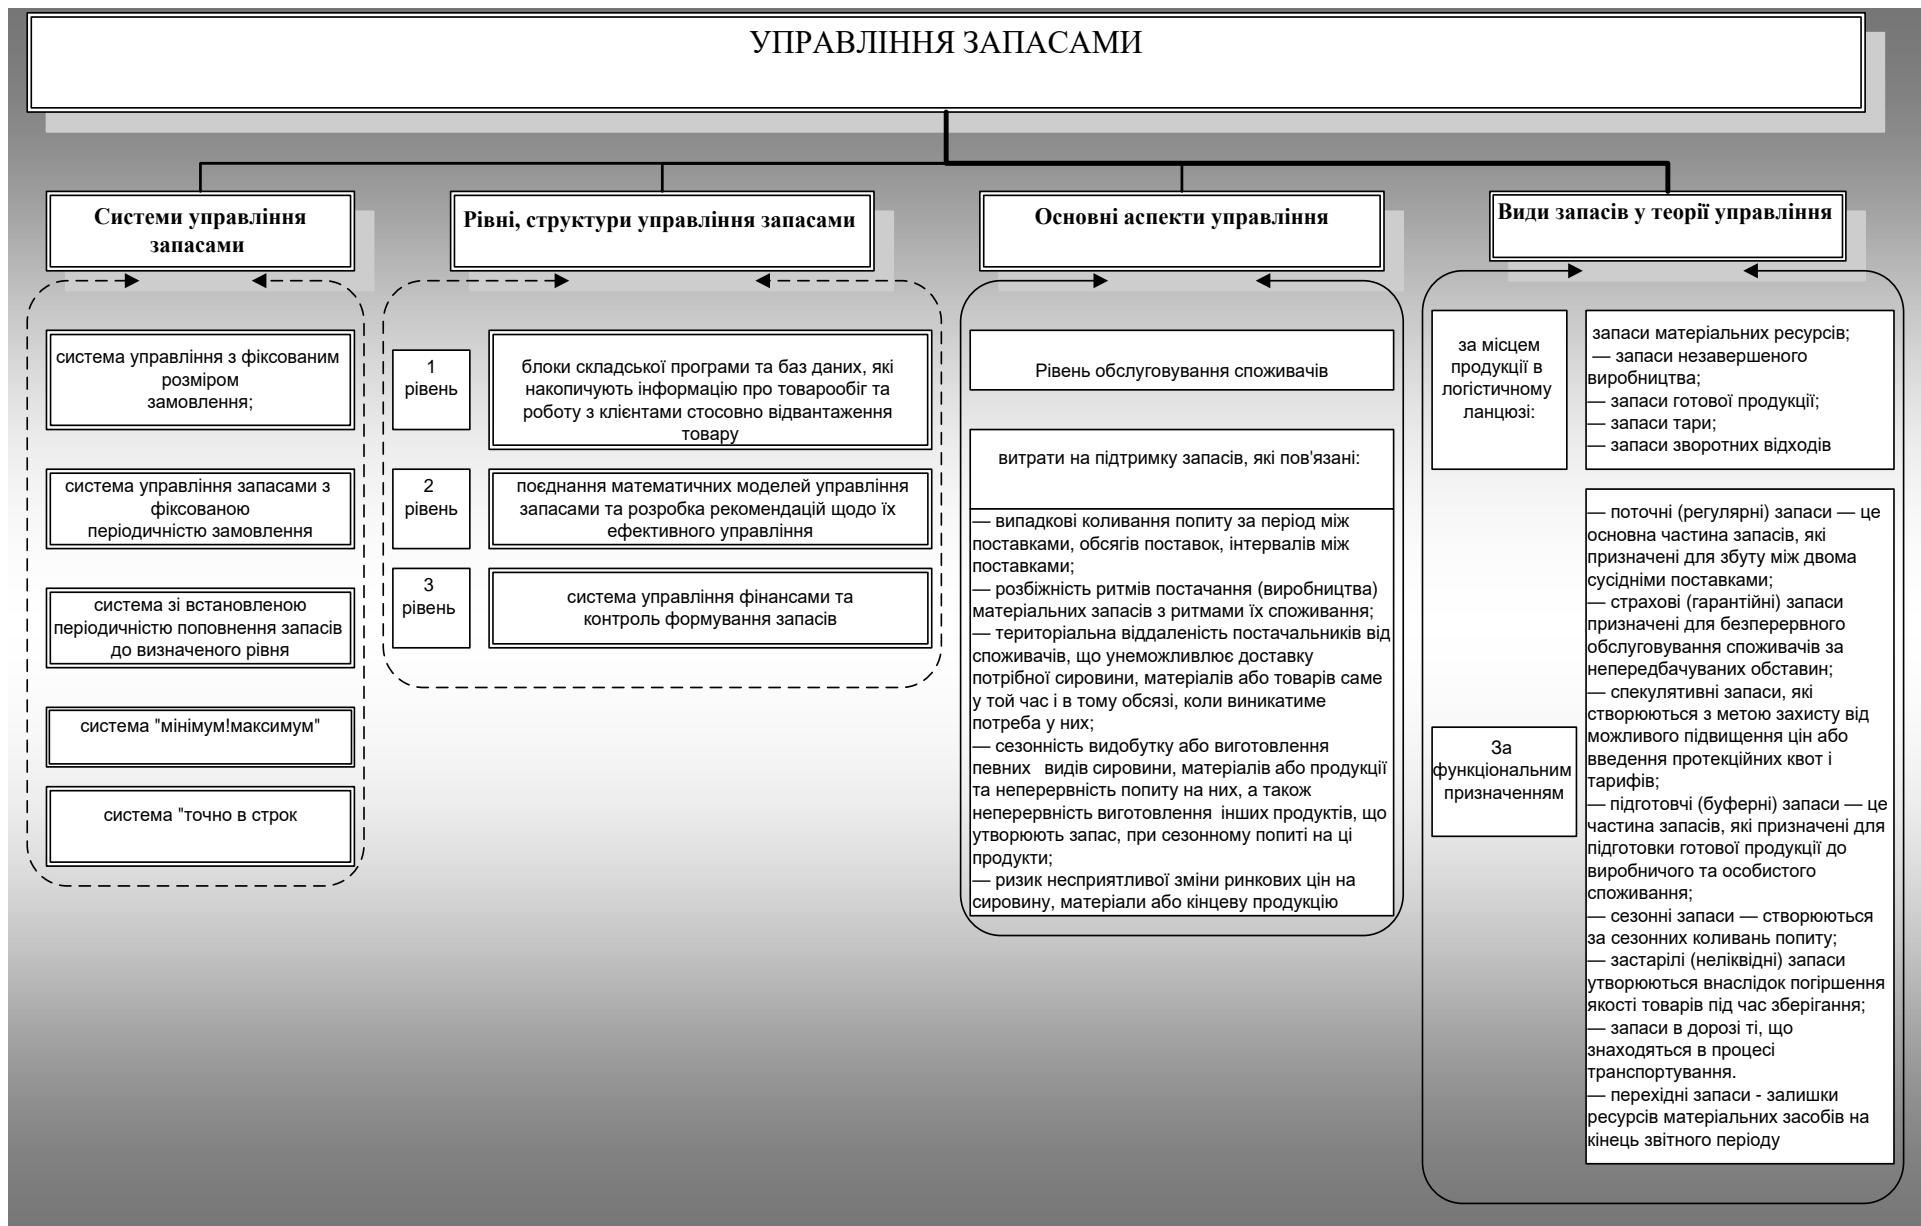 УПРАВЛІННЯ ЗАПАСАМИ
Системи управління
запасами
система управління з фіксованим
розміром
замовлення;
система управління запасами з
фіксованою
періодичністю замовлення
система зі встановленою
періодичністю поповнення запасів
до визначеного рівня
система "мінімум!максимум"
система "точно в строк
Рівні, структури управління запасами
1
рівень
блоки складської програми та баз даних, які
накопичують інформацію про товарообіг та
роботу з клієнтами стосовно відвантаження
товару
2
рівень
поєднання математичних моделей управління
запасами та розробка рекомендацій щодо їх
ефективного управління
3
рівень
система управління фінансами та
контроль формування запасів
Основні аспекти управління
Рівень обслуговування споживачів
витрати на підтримку запасів, які пов'язані:
— випадкові коливання попиту за період між
поставками, обсягів поставок, інтервалів між
поставками;
— розбіжність ритмів постачання (виробництва)
матеріальних запасів з ритмами їх споживання;
— територіальна віддаленість постачальників від
споживачів, що унеможливлює доставку
потрібної сировини, матеріалів або товарів саме
у той час і в тому обсязі, коли виникатиме
потреба у них;
— сезонність видобутку або виготовлення
певних видів сировини, матеріалів або продукції
та неперервність попиту на них, а також
неперервність виготовлення інших продуктів, що
утворюють запас, при сезонному попиті на ці
продукти;
— ризик несприятливої зміни ринкових цін на
сировину, матеріали або кінцеву продукцію
Види запасів у теорії управління
за місцем
продукції в
логістичному
ланцюзі:
запаси матеріальних ресурсів;
— запаси незавершеного
виробництва;
— запаси готової продукції;
— запаси тари;
— запаси зворотних відходів
За
функціональним
призначенням
— поточні (регулярні) запаси — це
основна частина запасів, які
призначені для збуту між двома
сусідніми поставками;
— страхові (гарантійні) запаси
призначені для безперервного
обслуговування споживачів за
непередбачуваних обставин;
— спекулятивні запаси, які
створюються з метою захисту від
можливого підвищення цін або
введення протекційних квот і
тарифів;
— підготовчі (буферні) запаси — це
частина запасів, які призначені для
підготовки готової продукції до
виробничого та особистого
споживання;
— сезонні запаси — створюються
за сезонних коливань попиту;
— застарілі (неліквідні) запаси
утворюються внаслідок погіршення
якості товарів під час зберігання;
— запаси в дорозі ті, що
знаходяться в процесі
транспортування.
— перехідні запаси - залишки
ресурсів матеріальних засобів на
кінець звітного періоду